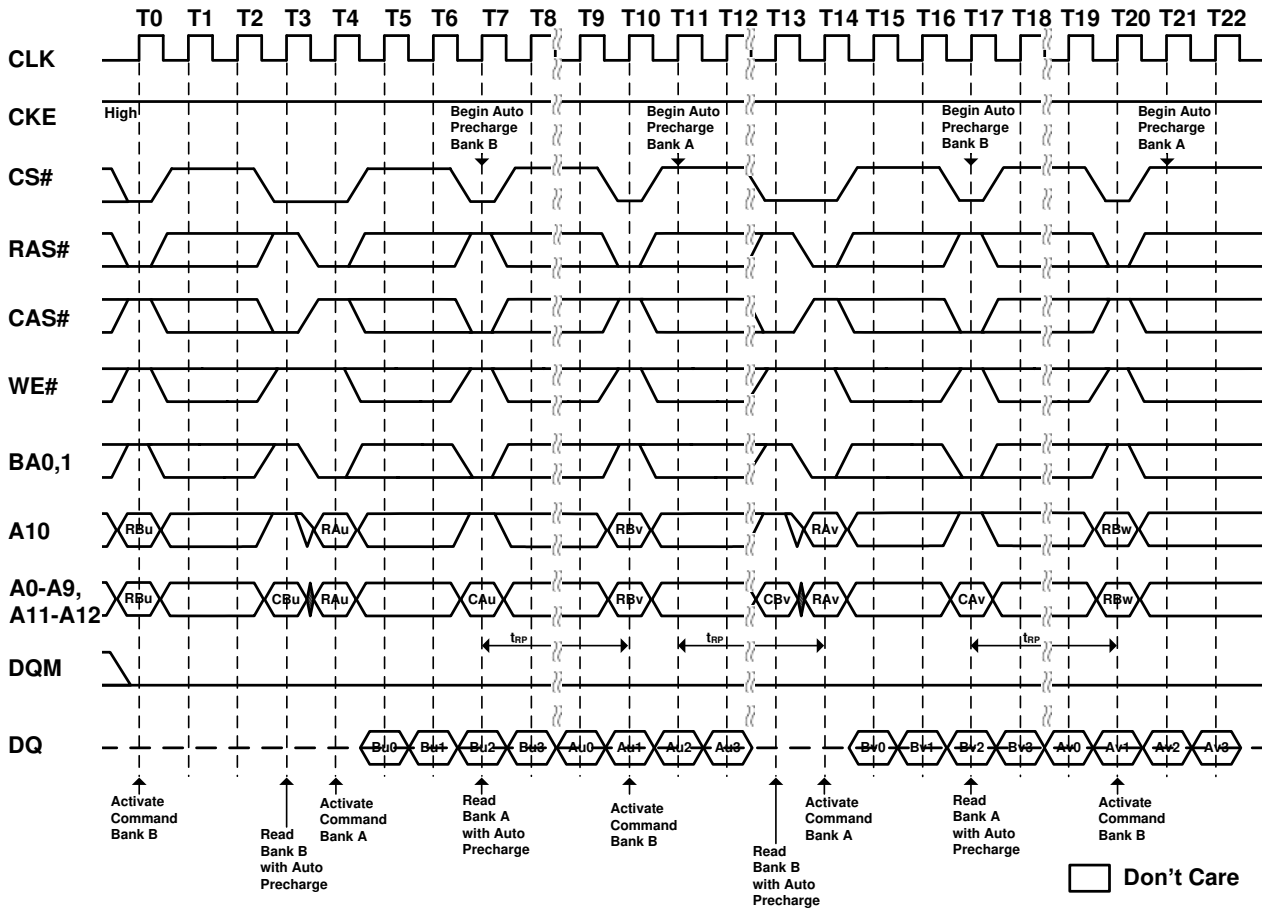 T0 T1 T2 T3 T4 T5 T6 T7 T8 T9 T10 T11 T12 T13 T14 T15 T16 T17 T18 T19 T20 T21 T22
CLK
CKE
High
Begin Auto
Precharge
Bank B
Begin Auto
Precharge
Bank A
Begin Auto
Precharge
Bank B
Begin Auto
Precharge
Bank A
CS#
RAS#
CAS#
WE#
BA0,1
A10
RBu RAu RBv RAv RBw
A0-A9,
A11-A12
RBu CBu RAu CAu RBv CBv RAv CAv RBw
tRP tRP tRP
DQM
DQ
Bu0 Bu1 Bu2 Bu3 Au0 Au1 Au2 Au3 Bv0 Bv1 Bv2 Bv3 Av0 Av1 Av2 Av3
Activate
Command
Bank B
Read
Bank B
with Auto
Precharge
Activate
Command
Bank A
Read
Bank A
with Auto
Precharge
Activate
Command
Bank B
Read
Bank B
with Auto
Precharge
Activate
Command
Bank A
Read
Bank A
with Auto
Precharge
Activate
Command
Bank B
Don't Care